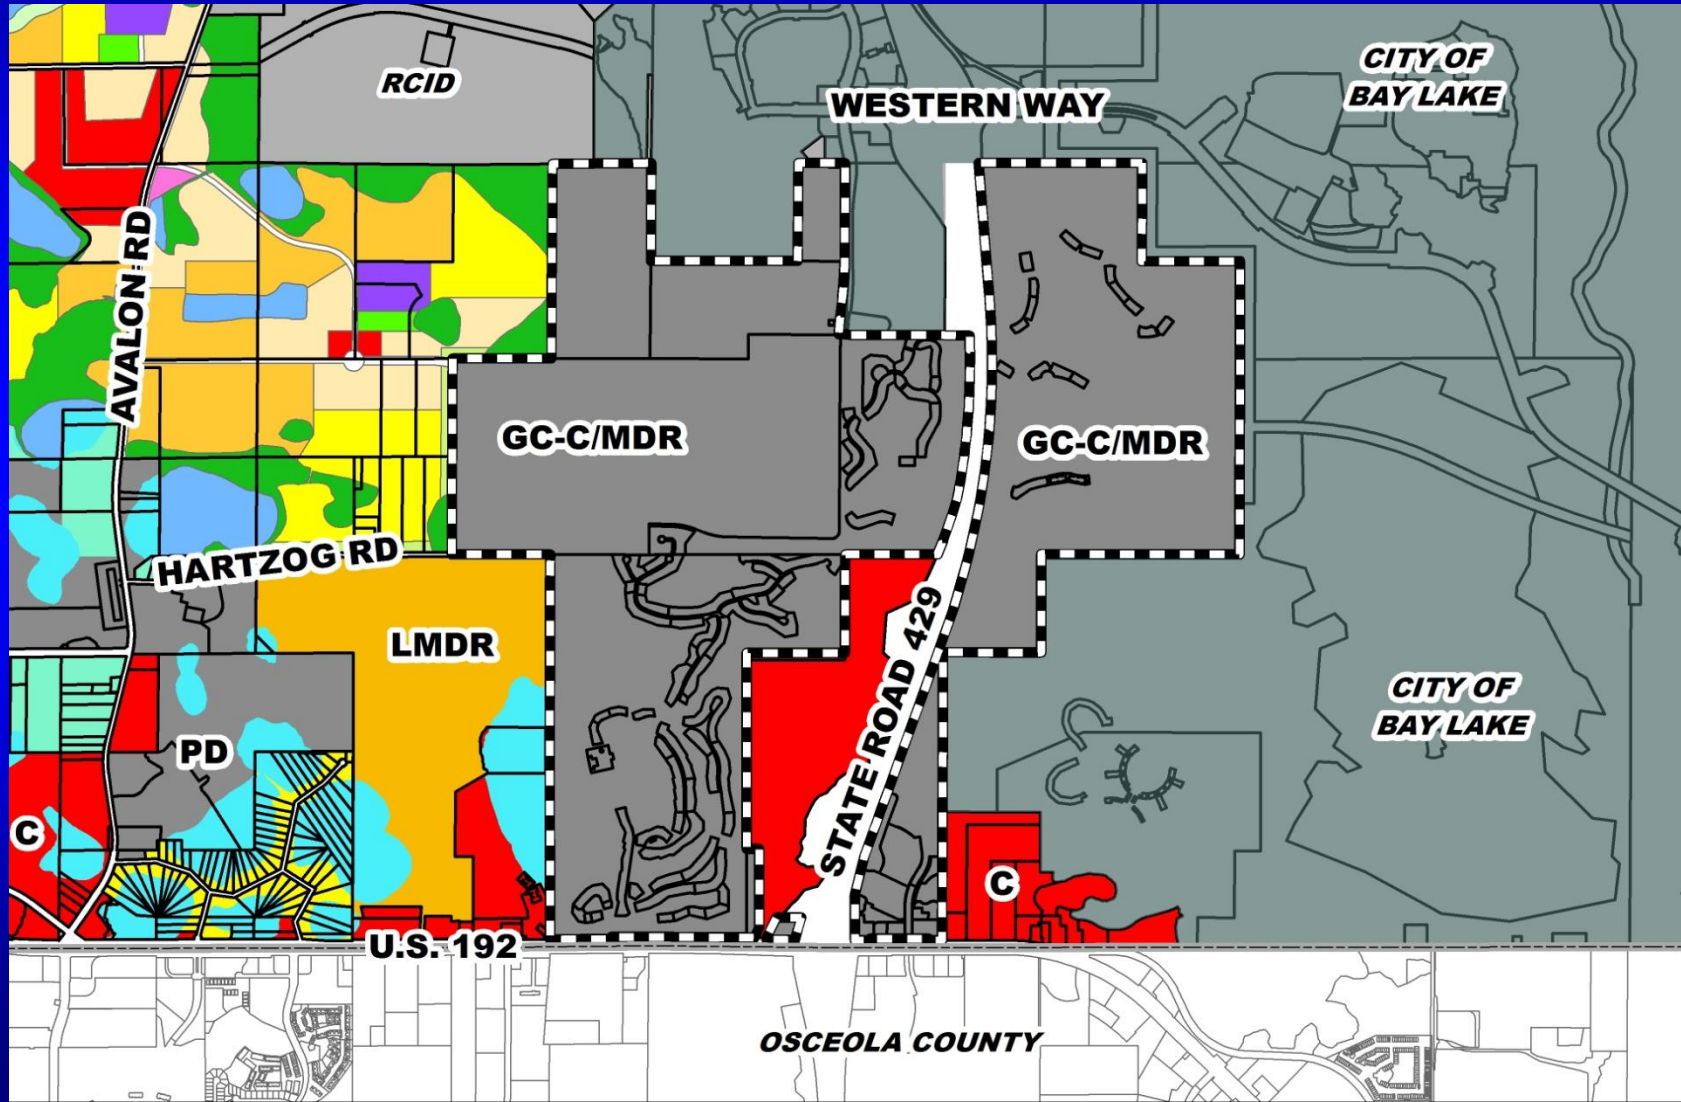 CITY OF
BAY LAKE
RCID
WESTERN WAY
AVALON RD
GC-C/MDR
GC-C/MDR
HARTZOG RD
LMDR
STATE ROAD 429
CITY OF
BAY LAKE
PD
C
C
U.S. 192
OSCEOLA COUNTY